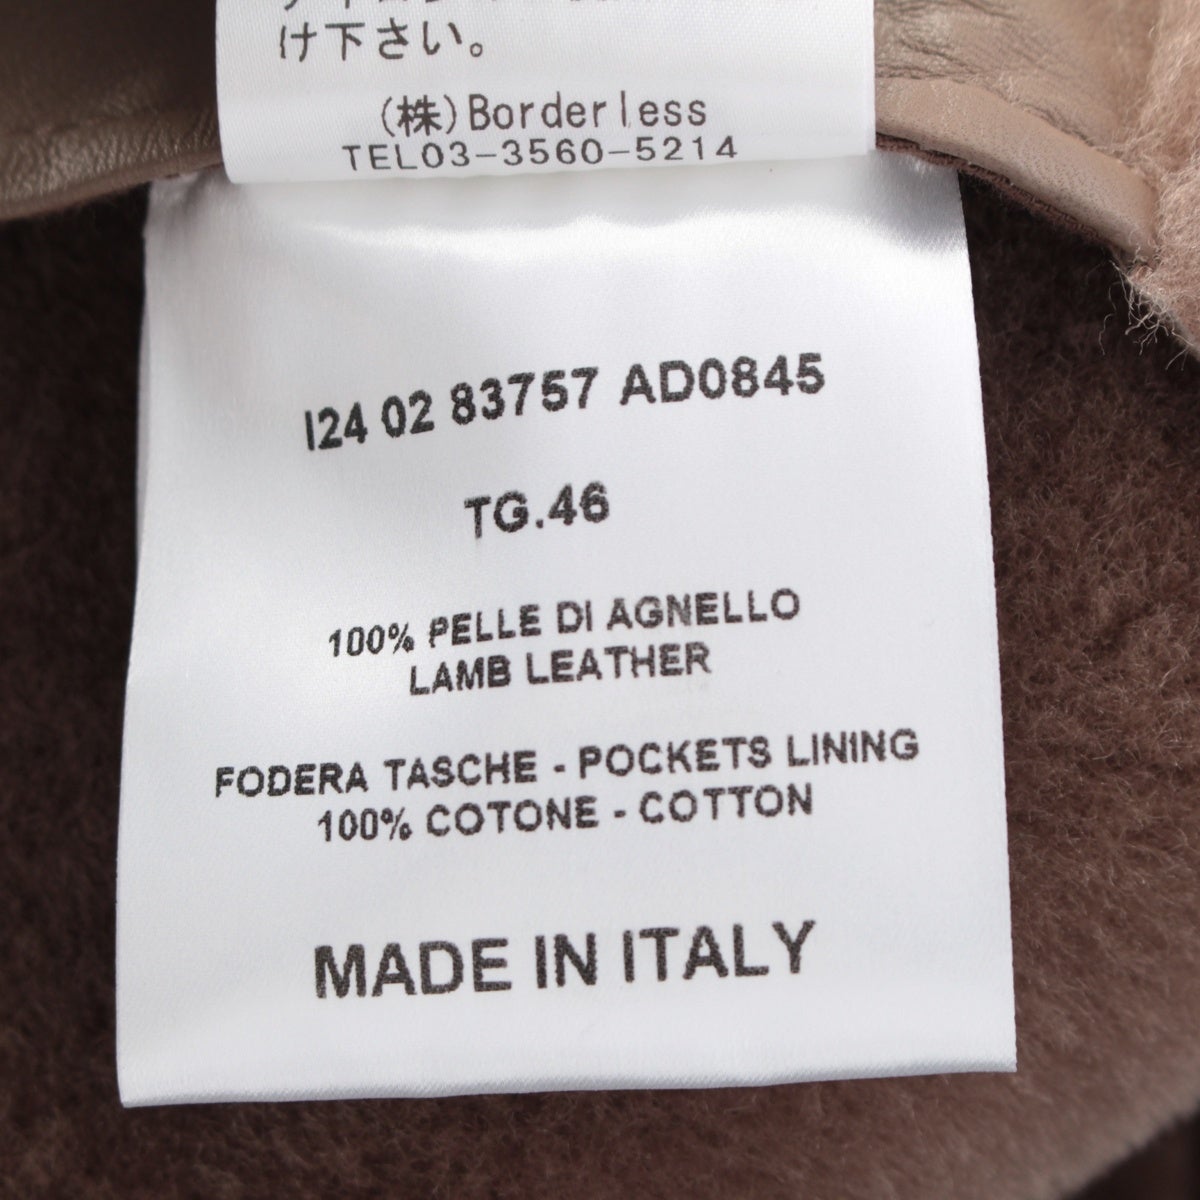 け下さい。
(株)Borderless
TEL03-3560-5214
I24 02 83757 AD0845
TG.46
100% PELLE DI AGNELLO
LAMB LEATHER
FODERA TASCHE - POCKETS LINING
100% COTONE - COTTON
MADE IN ITALY